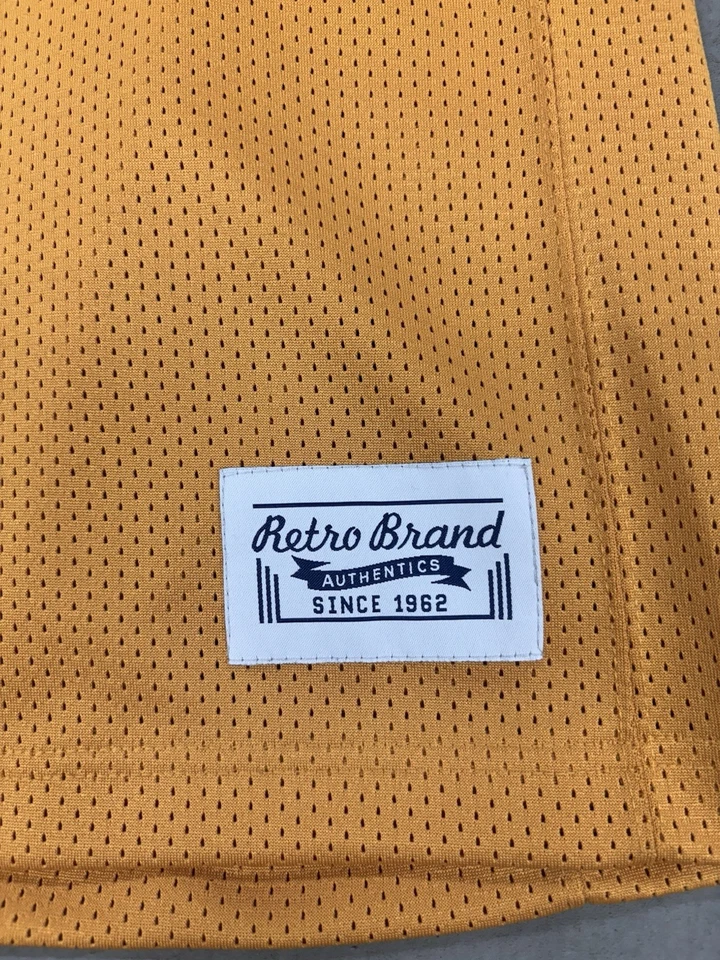 Retro Brand
AUTHENTICS
SINCE 1962